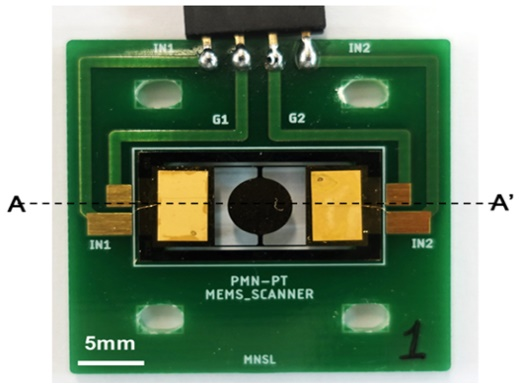 IN1
IN2
G1
G2
A
A'
IN1
IN2
PMN-PT
MEMS_SCANNER
5mm
1
MNSL